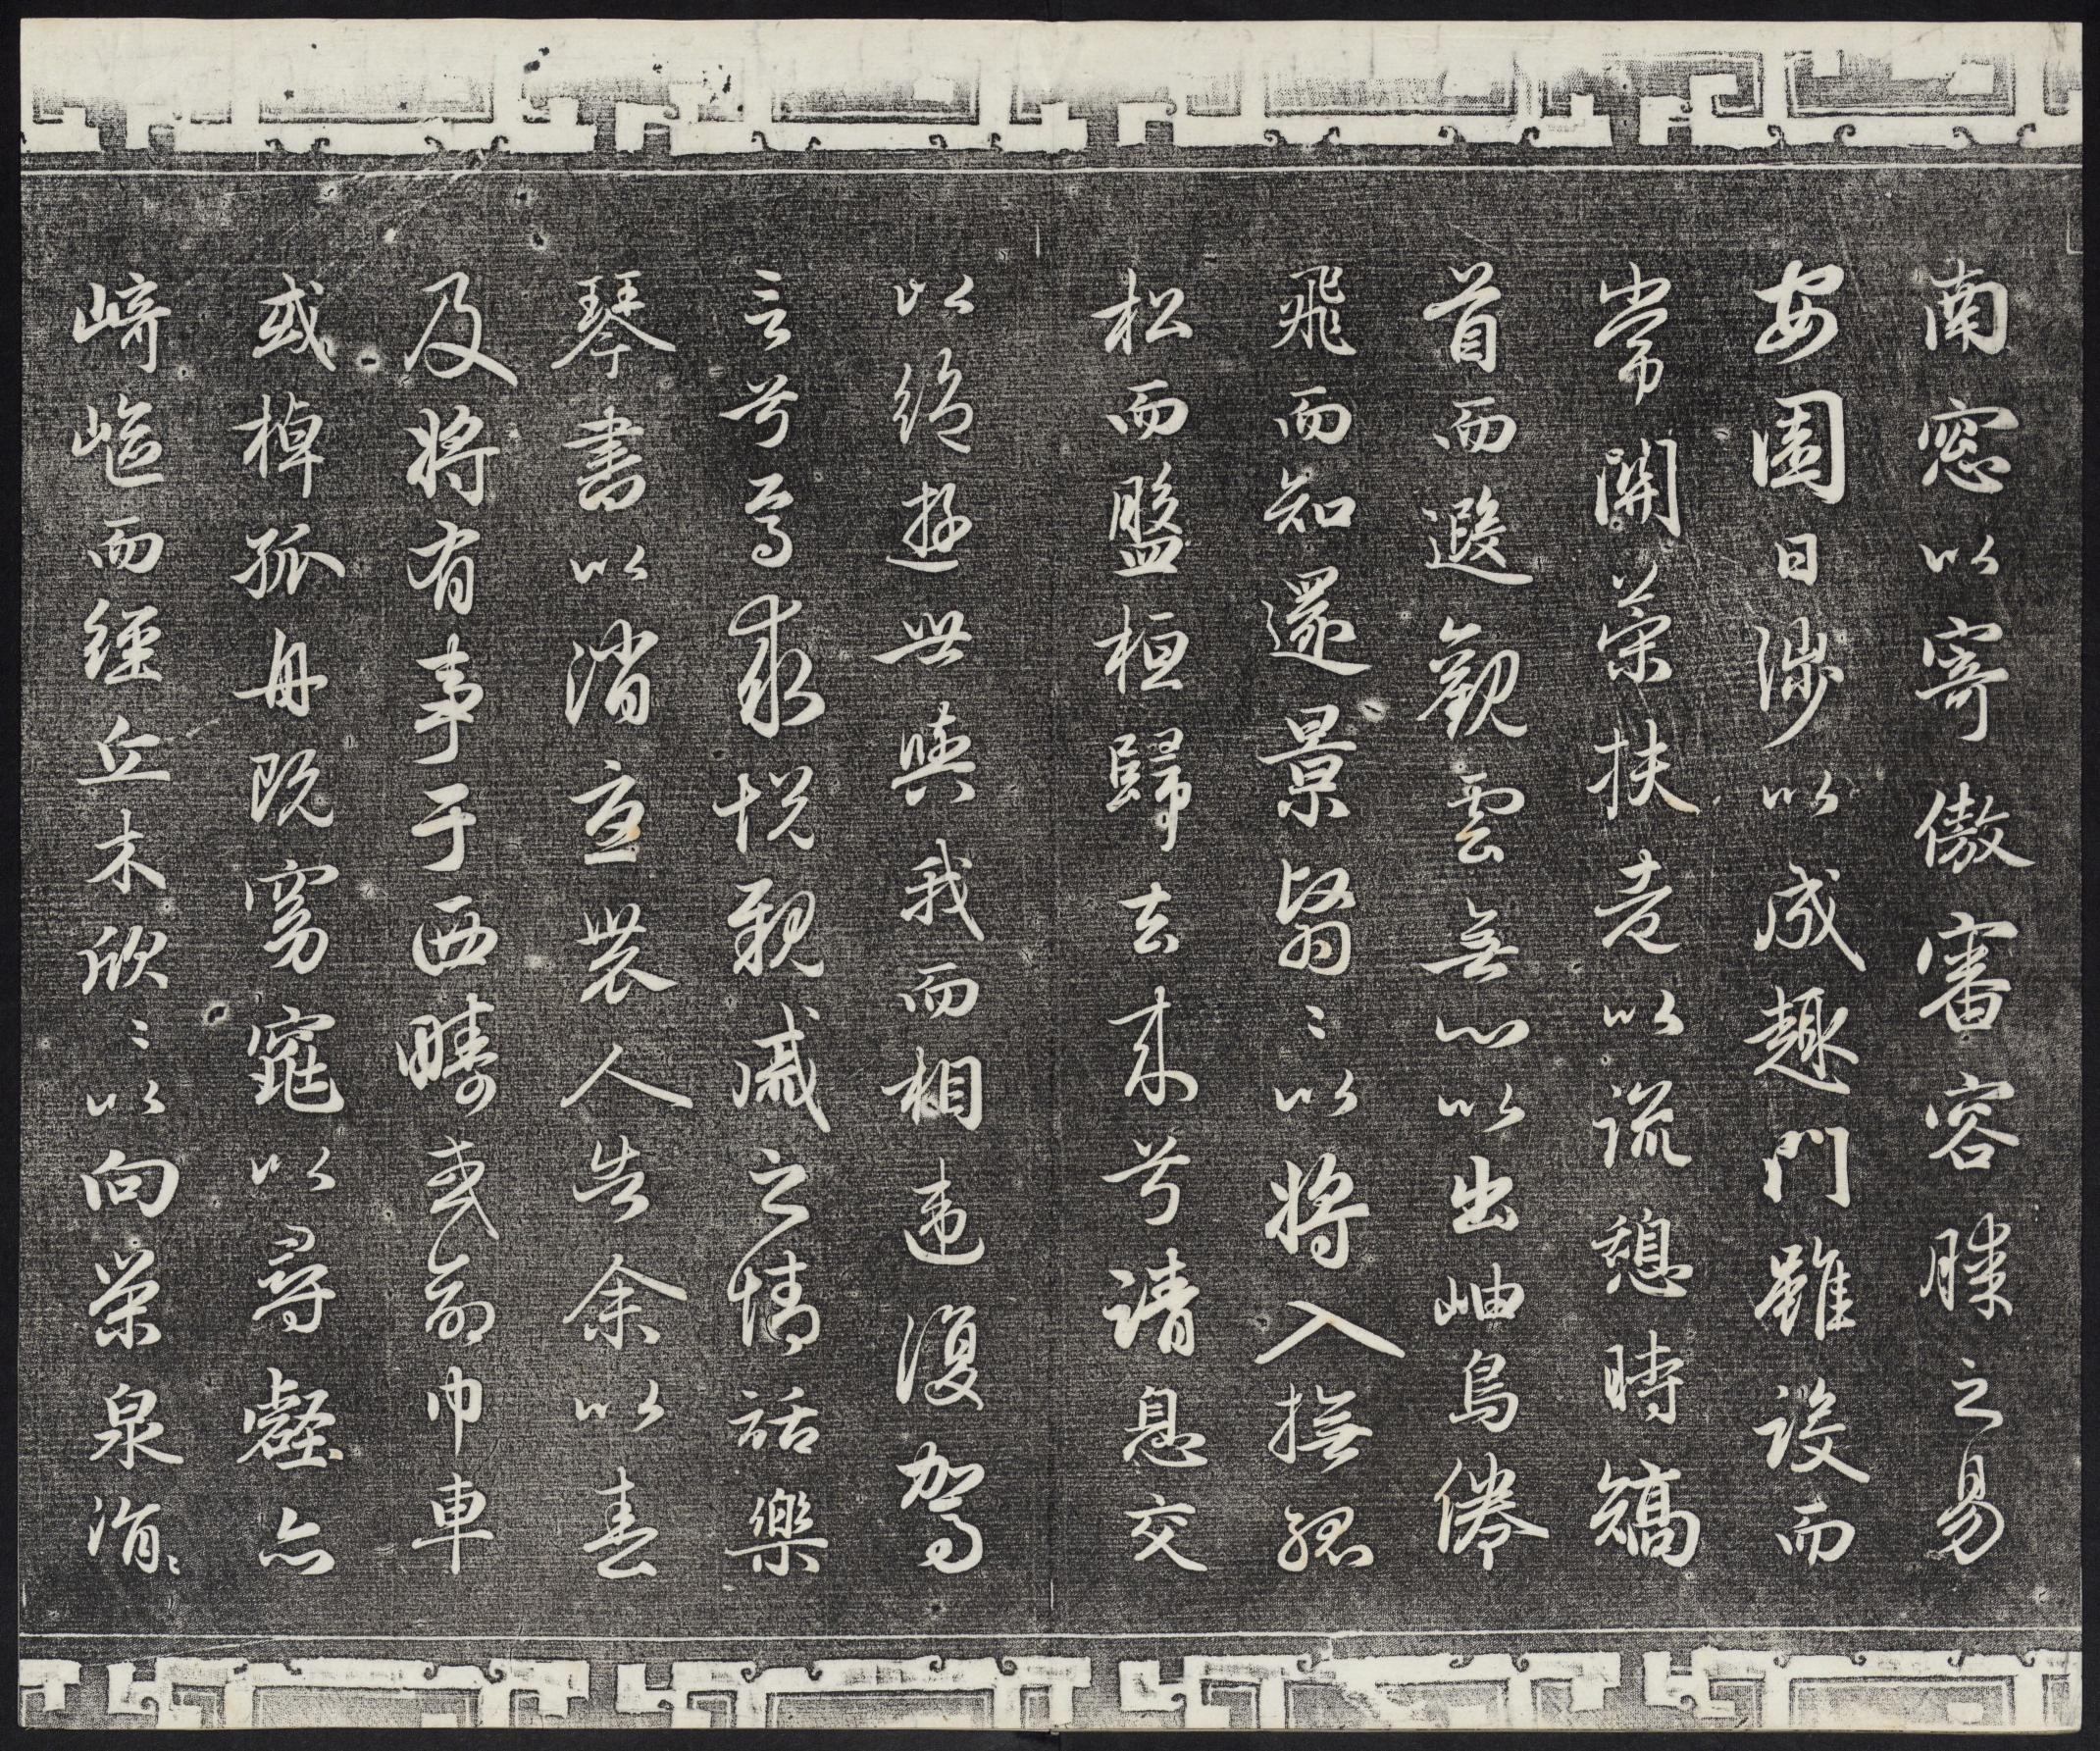 南窓以寄傲審容膝之易
安園日涉以成趣門雖設而
常關策扶老以流憩時矯
首而遐觀雲無心以出岫鳥倦
飛而知還景翳〻以將入撫孤
松而盤桓歸去來兮請息交
以絕遊世與我而相違復駕
言兮焉求悅親戚之情話樂
琴書以消憂農人告余以春
及將有事于西疇或命巾車
或棹孤舟既窈窕以尋壑亦
崎嶇而經丘木欣〻以向榮泉涓〻